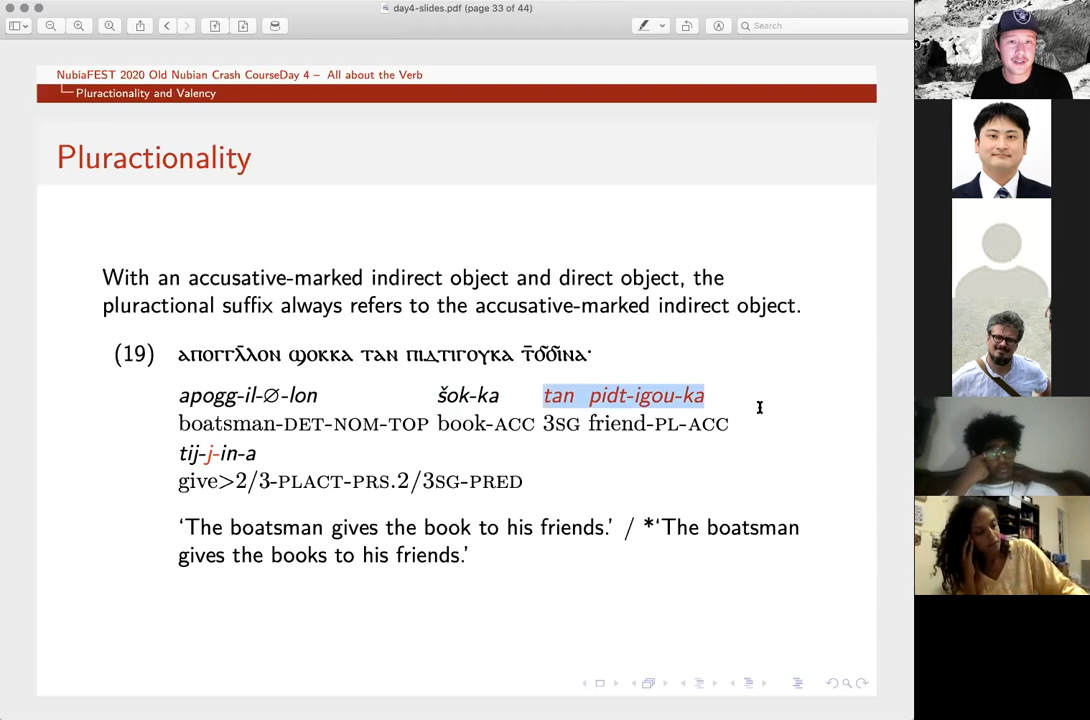 day4-slides.pdf (page 33 of 44)
Search
NubiaFEST 2020 Old Nubian Crash CourseDay 4 – All about the Verb
Pluractionality and Valency
Pluractionality
With an accusative-marked indirect object and direct object, the
pluractional suffix always refers to the accusative-marked indirect object.
(19) ⲁⲡⲟⲅⲅⲗ̅ⲗⲟⲛ ϣⲟⲕⲕⲁ ⲧⲁⲛ ⲡⲓⲇⲧⲓⲅⲟⲩⲕⲁ ⲧ̅ϭ̅ϭ̅ⲓⲛⲁ·
apogg-il-∅-lon šok-ka tan pidt-igou-ka
boatsman-DET-NOM-TOP book-ACC 3SG friend-PL-ACC
tij-j-in-a
give>2/3-PLACT-PRS.2/3SG-PRED
‘The boatsman gives the book to his friends.’ / *‘The boatsman
gives the books to his friends.’